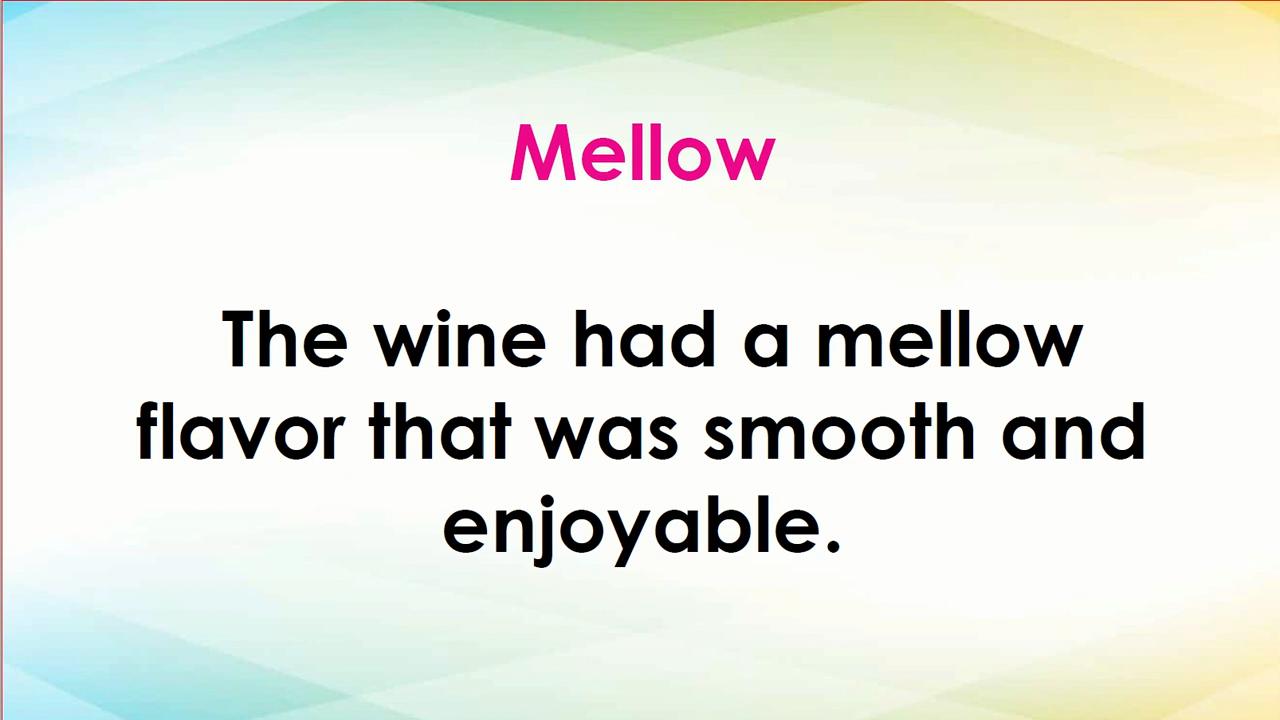 Mellow
The wine had a mellow
flavor that was smooth and
enjoyable.